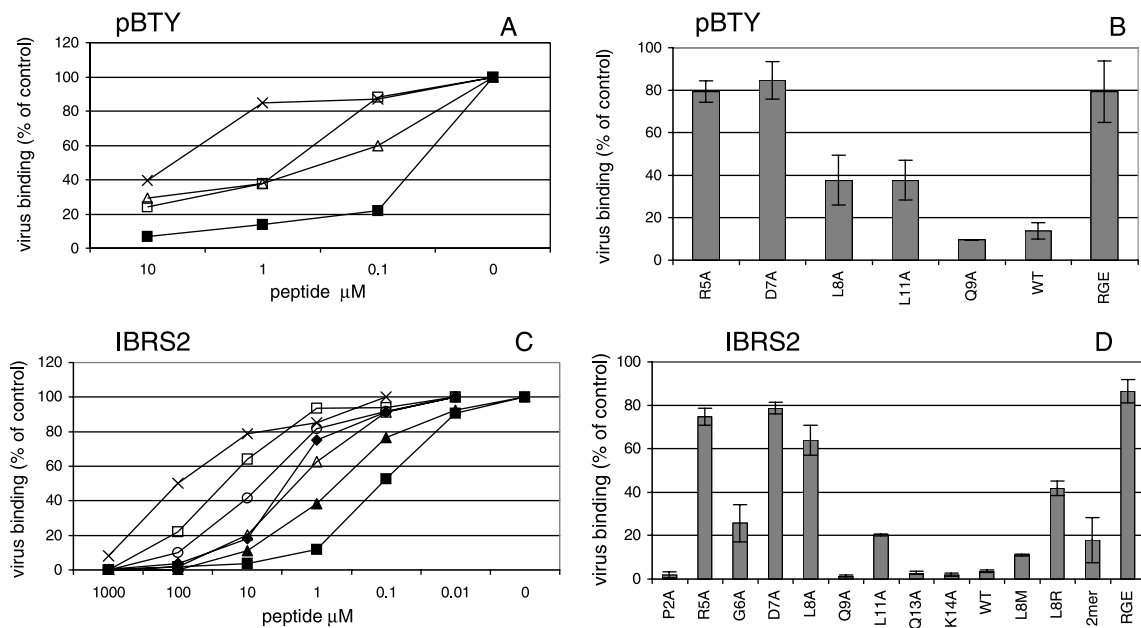 pBTY
A
virus binding (% of control)
120
100
80
60
40
20
0
10 1 0.1 0
peptide μM
pBTY
B
virus binding (% of control)
100
80
60
40
20
0
R5A D7A L8A L11A Q9A WT RGE
IBRS2
C
virus binding (% of control)
120
100
80
60
40
20
0
1000 100 10 1 0.1 0.01 0
peptide μM
IBRS2
D
virus binding (% of control)
100
80
60
40
20
0
P2A R5A G6A D7A L8A Q9A L11A Q13A K14A WT L8M L8R 2mer RGE